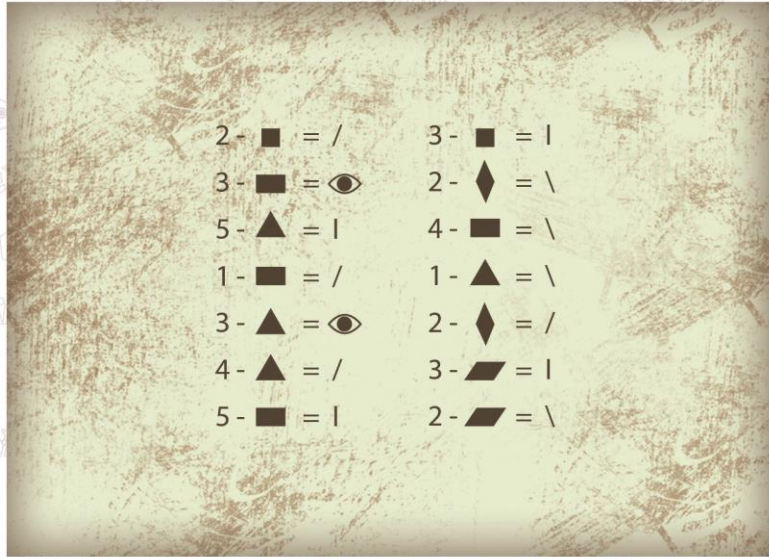 2 - ■ = /
3 - ▬ = 👁
5 - ▲ = |
1 - ▬ = /
3 - ▲ = 👁
4 - ▲ = /
5 - ▬ = |
3 - ■ = |
2 - ♦ = \
4 - ▬ = \
1 - ▲ = \
2 - ♦ = /
3 - ▰ = |
2 - ▰ = \